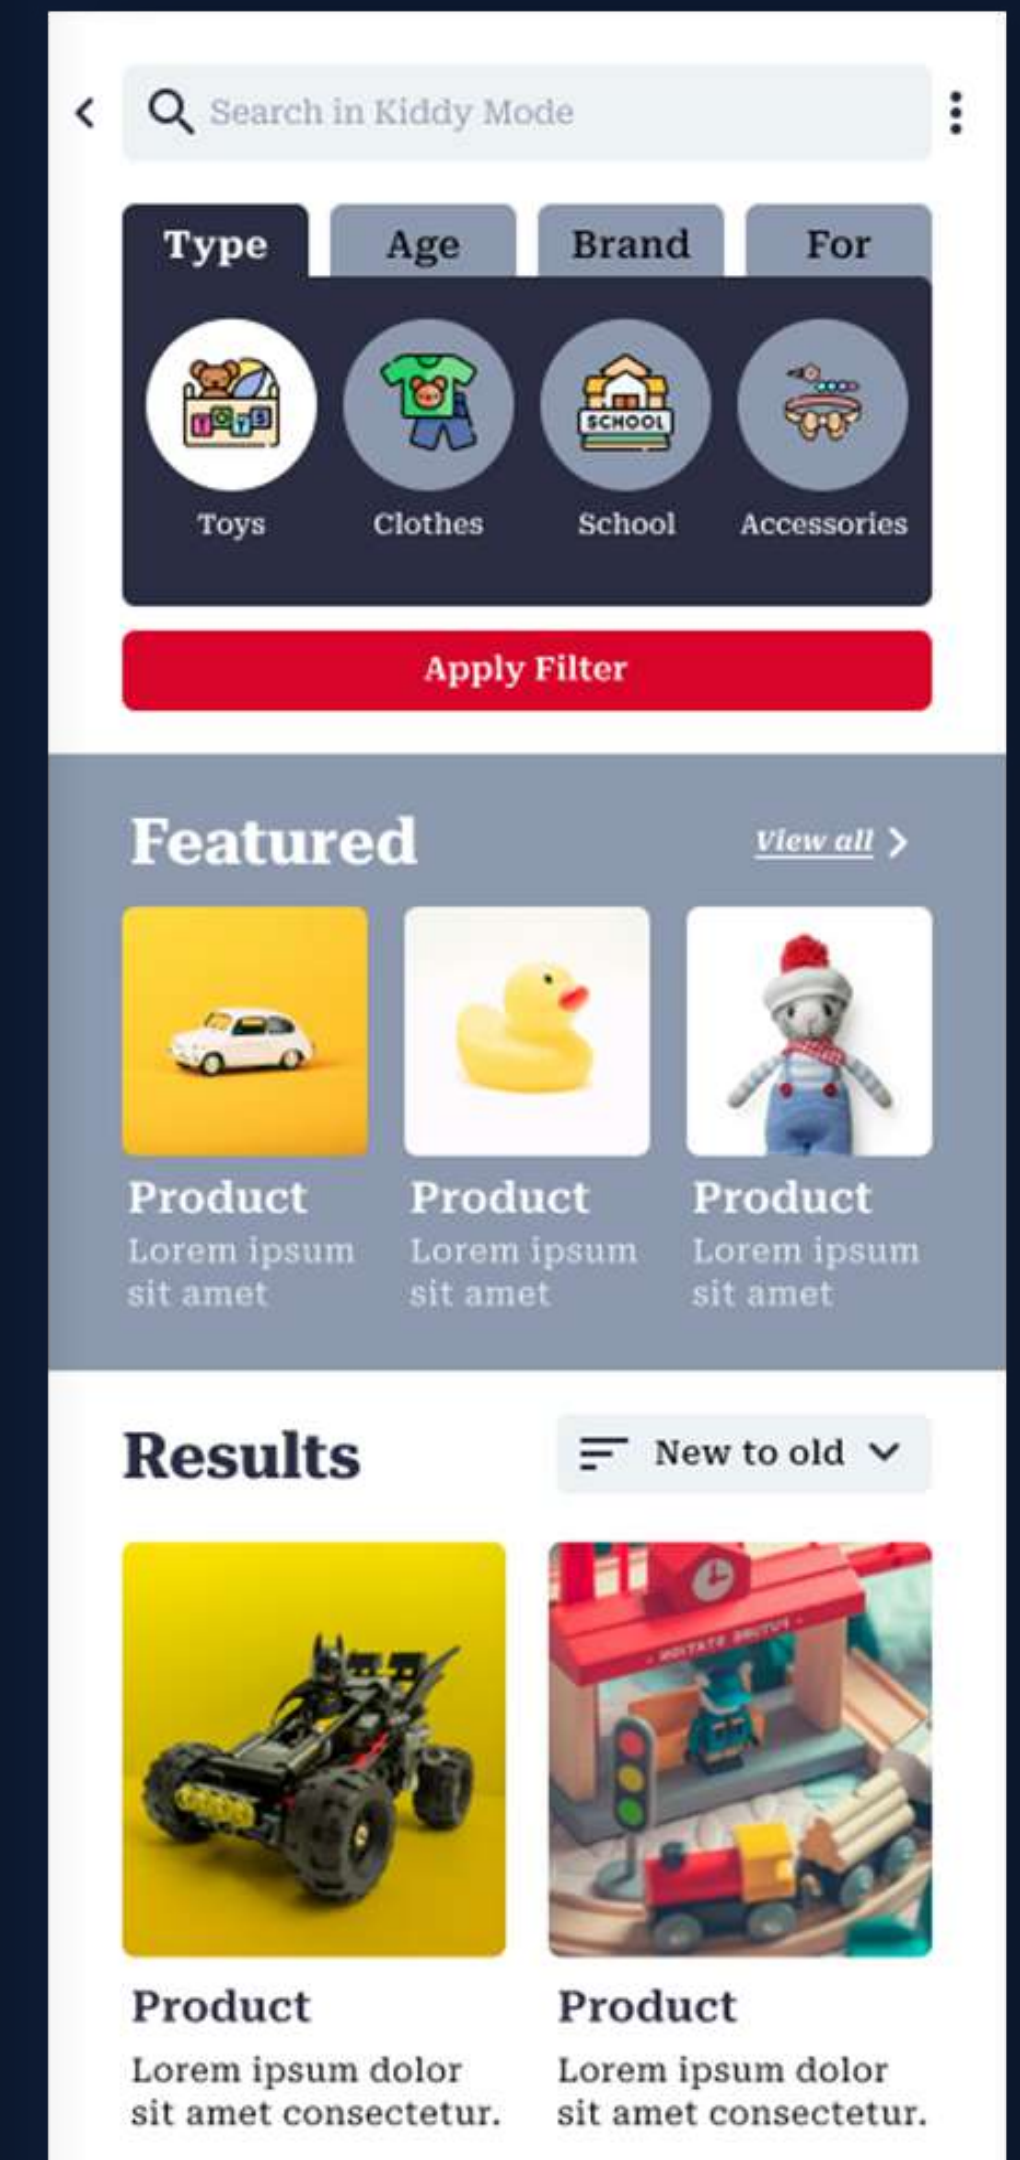 Search in Kiddy Mode
Type
Age
Brand
For
TOYS
SCHOOL
Toys
Clothes
School
Accessories
Apply Filter
Featured
View all
Product
Product
Product
Lorem ipsum
sit amet
Lorem ipsum
sit amet
Lorem ipsum
sit amet
Results
New to old
Product
Product
Lorem ipsum dolor
sit amet consectetur.
Lorem ipsum dolor
sit amet consectetur.